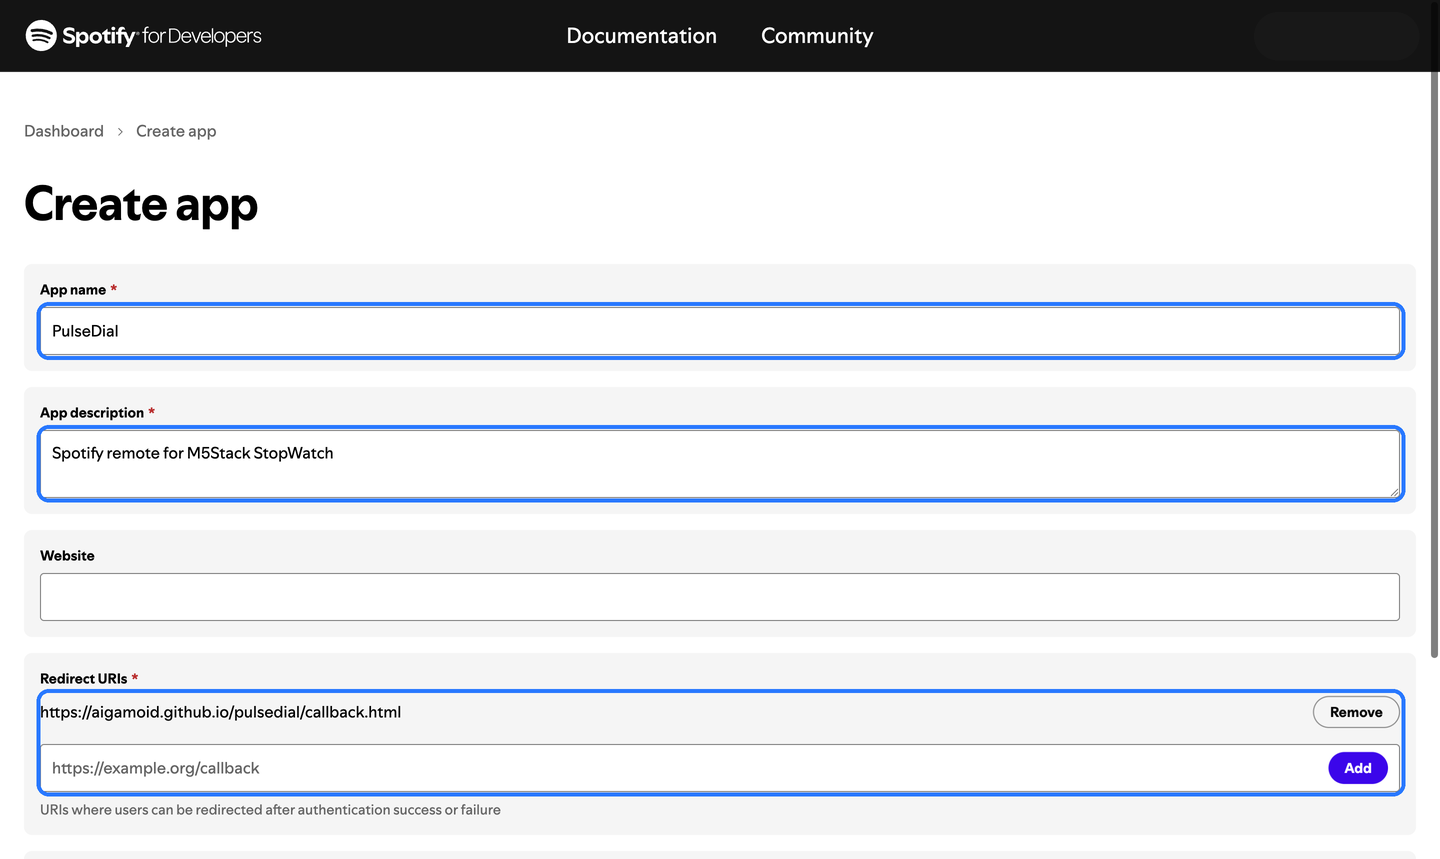 Spotify for Developers
Documentation
Community
Dashboard > Create app
Create app
App name *
PulseDial
App description *
Spotify remote for M5Stack StopWatch
Website
Redirect URIs *
https://aigamoid.github.io/pulsedial/callback.html
Remove
https://example.org/callback
Add
URIs where users can be redirected after authentication success or failure